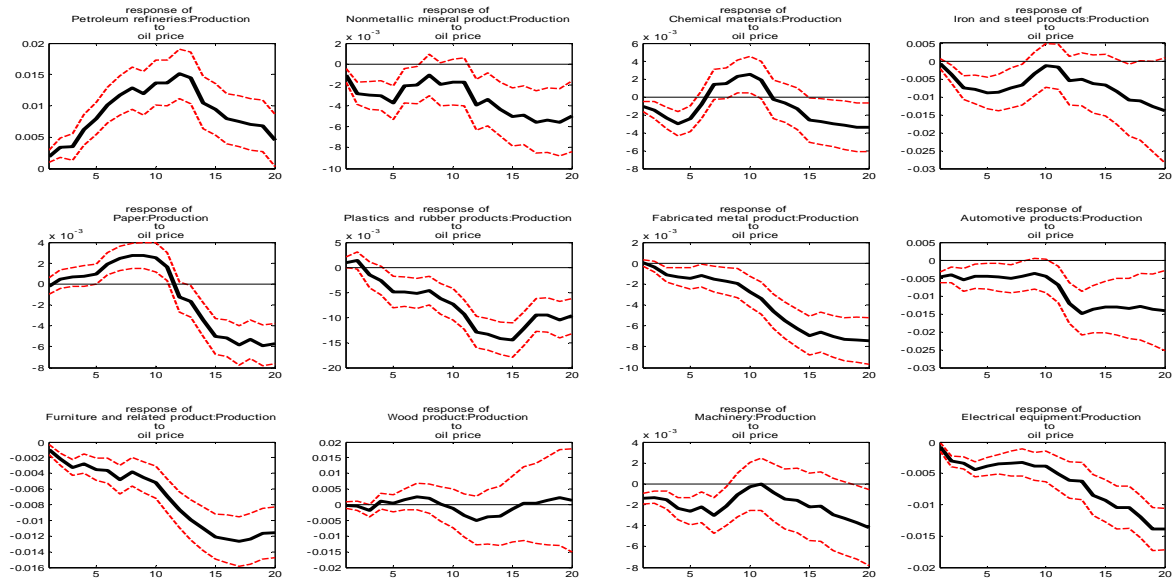 response of
Petroleum refineries:Production
to
oil price
0.02
0.015
0.01
0.005
0
5
10
15
20
response of
Nonmetallic mineral product:Production
to
oil price
x 10-3
2
0
-2
-4
-6
-8
-10
5
10
15
20
response of
Chemical materials:Production
to
oil price
x 10-3
6
4
2
0
-2
-4
-6
-8
5
10
15
20
response of
Iron and steel products:Production
to
oil price
0.005
0
-0.005
-0.01
-0.015
-0.02
-0.025
-0.03
5
10
15
20
response of
Paper:Production
to
oil price
x 10-3
4
2
0
-2
-4
-6
-8
5
10
15
20
response of
Plastics and rubber products:Production
to
oil price
x 10-3
5
0
-5
-10
-15
-20
5
10
15
20
response of
Fabricated metal product:Production
to
oil price
x 10-3
2
0
-2
-4
-6
-8
-10
5
10
15
20
response of
Automotive products:Production
to
oil price
0.005
0
-0.005
-0.01
-0.015
-0.02
-0.025
-0.03
5
10
15
20
response of
Furniture and related product:Production
to
oil price
0
-0.002
-0.004
-0.006
-0.008
-0.01
-0.012
-0.014
-0.016
5
10
15
20
response of
Wood product:Production
to
oil price
0.02
0.015
0.01
0.005
0
-0.005
-0.01
-0.015
-0.02
5
10
15
20
response of
Machinery:Production
to
oil price
x 10-3
4
2
0
-2
-4
-6
-8
5
10
15
20
response of
Electrical equipment:Production
to
oil price
0
-0.005
-0.01
-0.015
-0.02
5
10
15
20